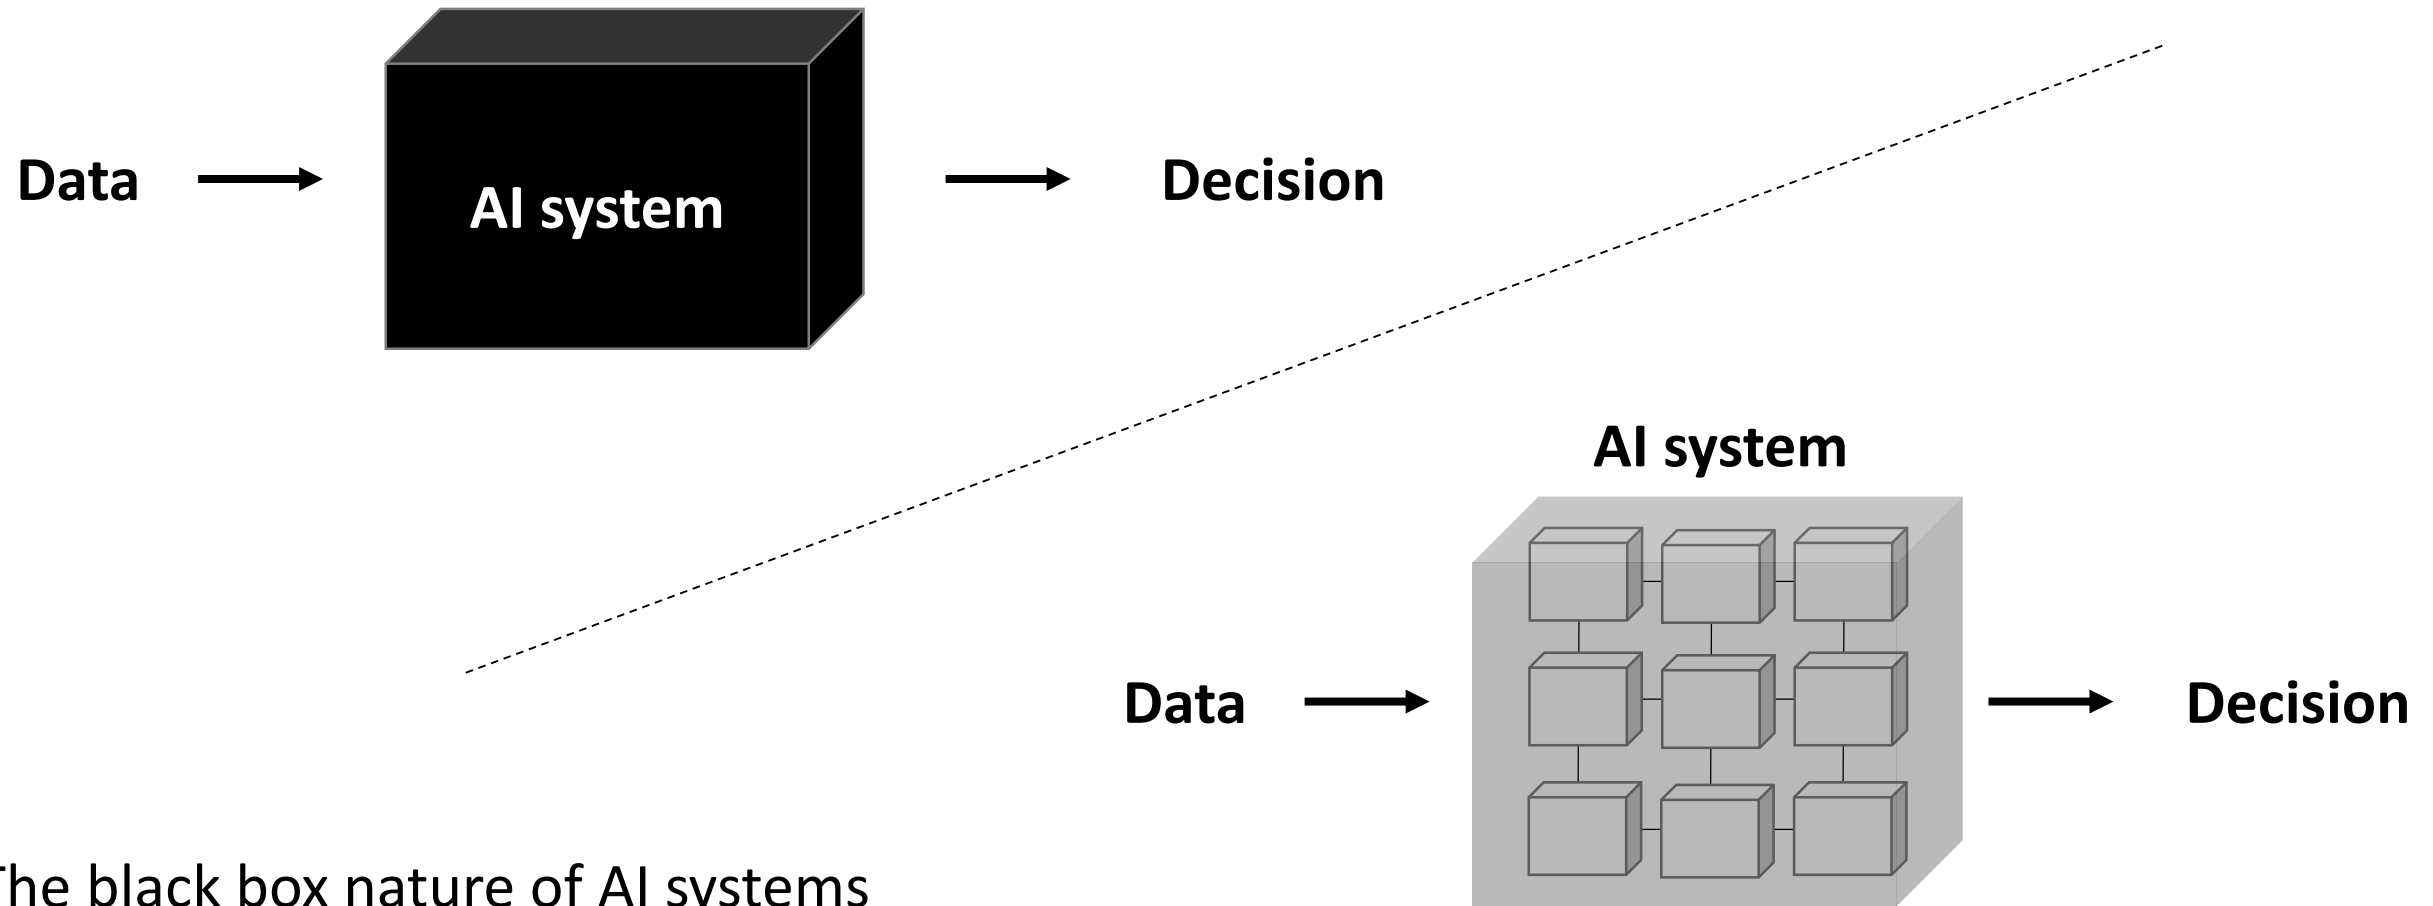 Data
AI system
Decision
AI system
Data
Decision
The black box nature of AI systems